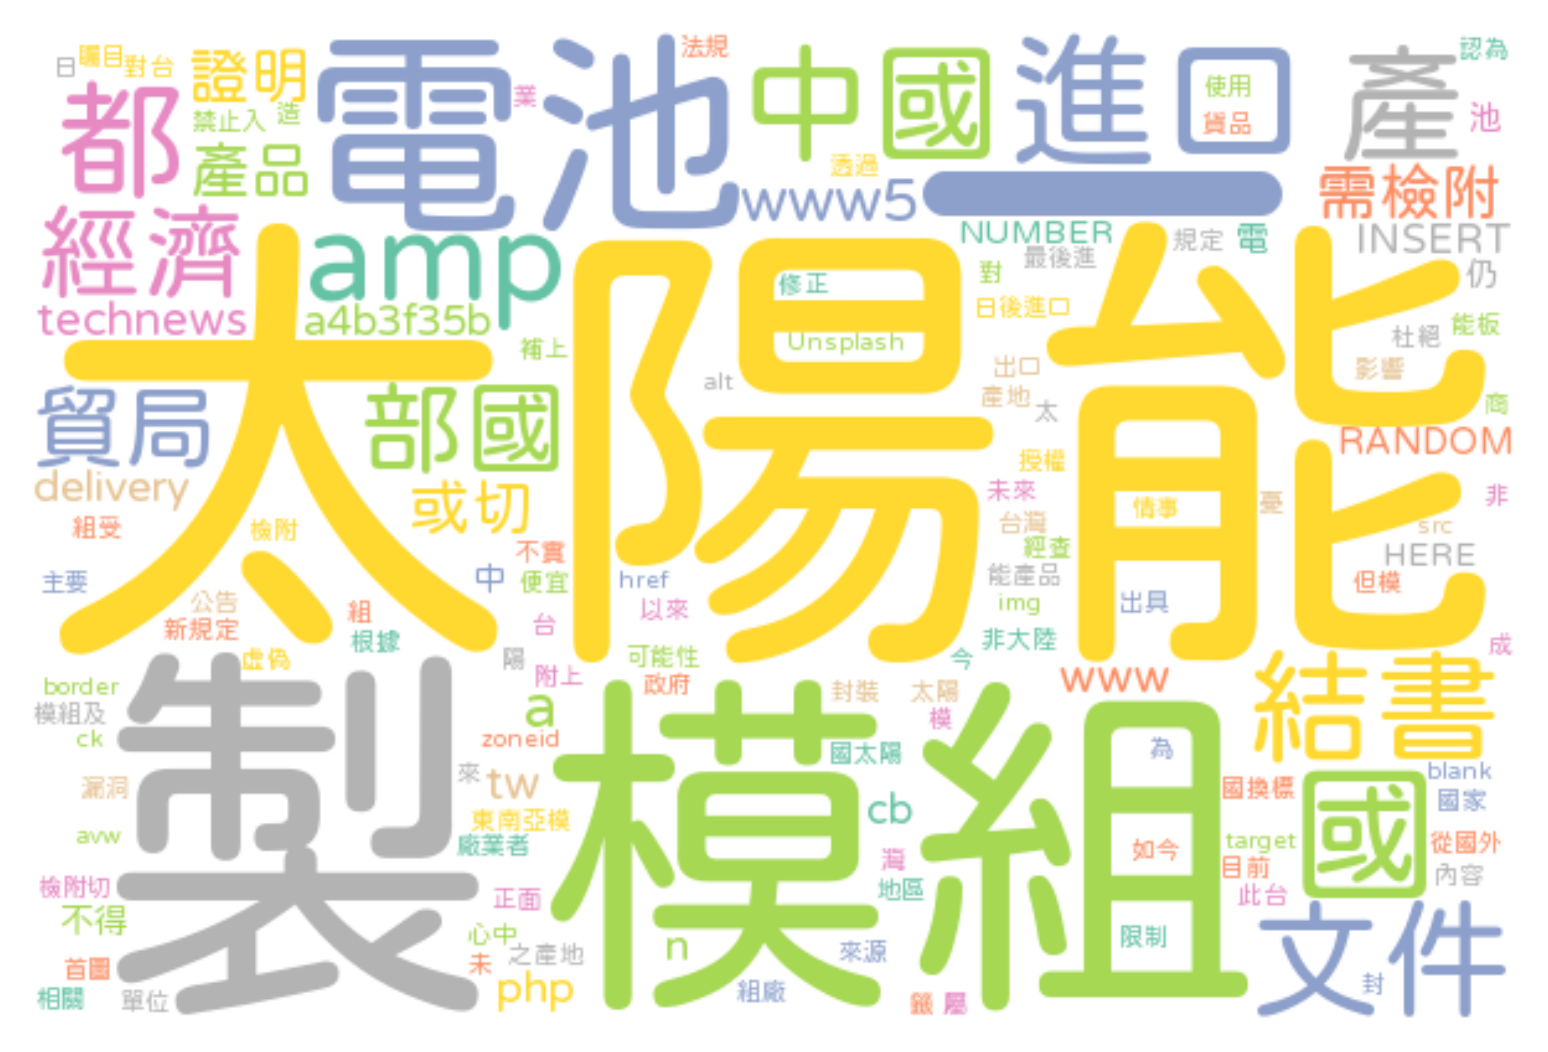 日
矚目
對台
證明
電池
業
法規
中國
進口
使用
貨品
產
認為
池
都
禁止入
造
產品
透過
www5
一
需檢附
經濟
amp
NUMBER
最後進
規定
電
INSERT
仍
technews
a4b3f35b
太陽能
修正
對
日後進口
Unsplash
補上
alt
出口
產地
太
杜絕
能板
影響
商
貿局
部國
RANDOM
delivery
或切
授權
未來
情事
憂
非
src
組受
檢附
台灣
經查
不實
HERE
主要
中
便宜
href
能產品
img
出具
但模
公告
新規定
組
根據
以來
台
非大陸
成
虛偽
陽
附上
可能性
政府
今
封裝
太陽
模
www
結書
border
模組及
ck
製
a
zoneid
模組
國太陽
為
來
tw
cb
漏洞
東南亞模
廠業者
avw
國換標
blank
國家
國
target
從國外
目前
如今
灣
地區
此台
內容
檢附切
不得
正面
心中
之產地
未
n
來源
限制
文件
首圖
相關
單位
php
組廠
籤
屬
封